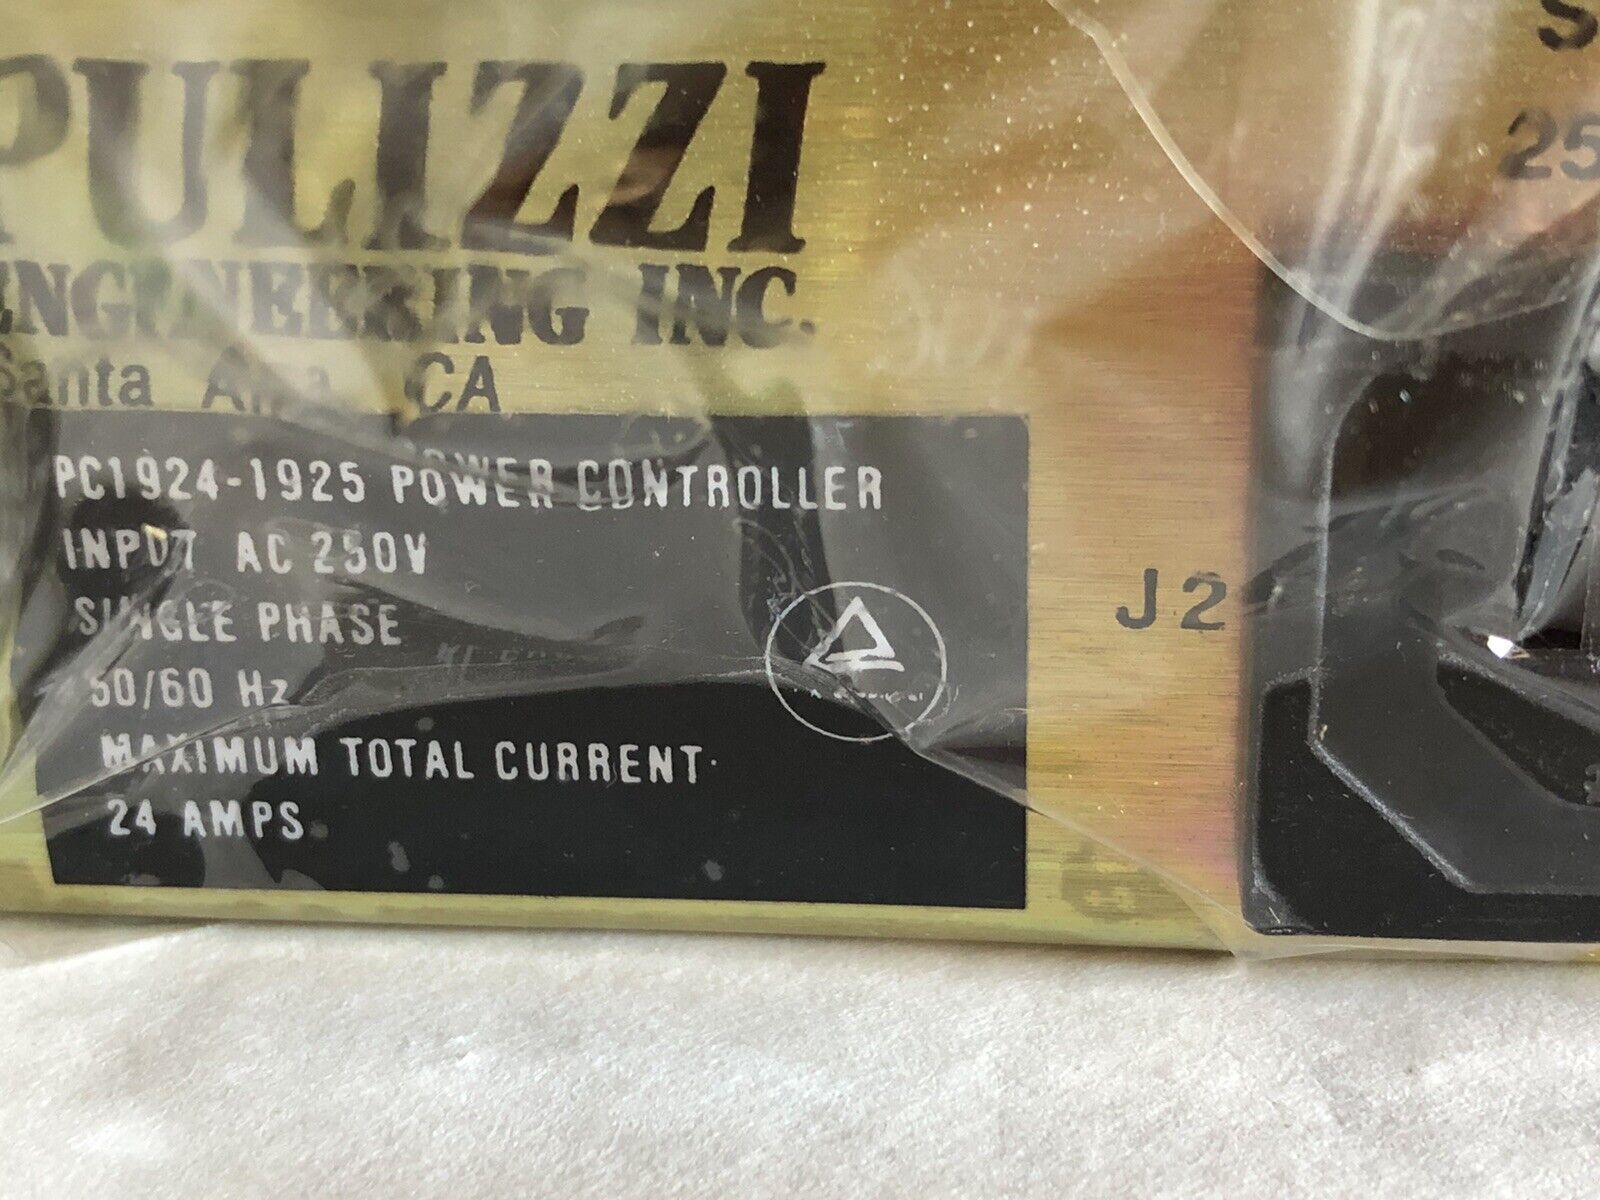 PULIZZI
ENGINEERING INC.
Santa Ana, CA
PC1924-1925 POWER CONTROLLER
INPUT AC 250V
SINGLE PHASE
50/60 Hz
MAXIMUM TOTAL CURRENT
24 AMPS
J2
S
25